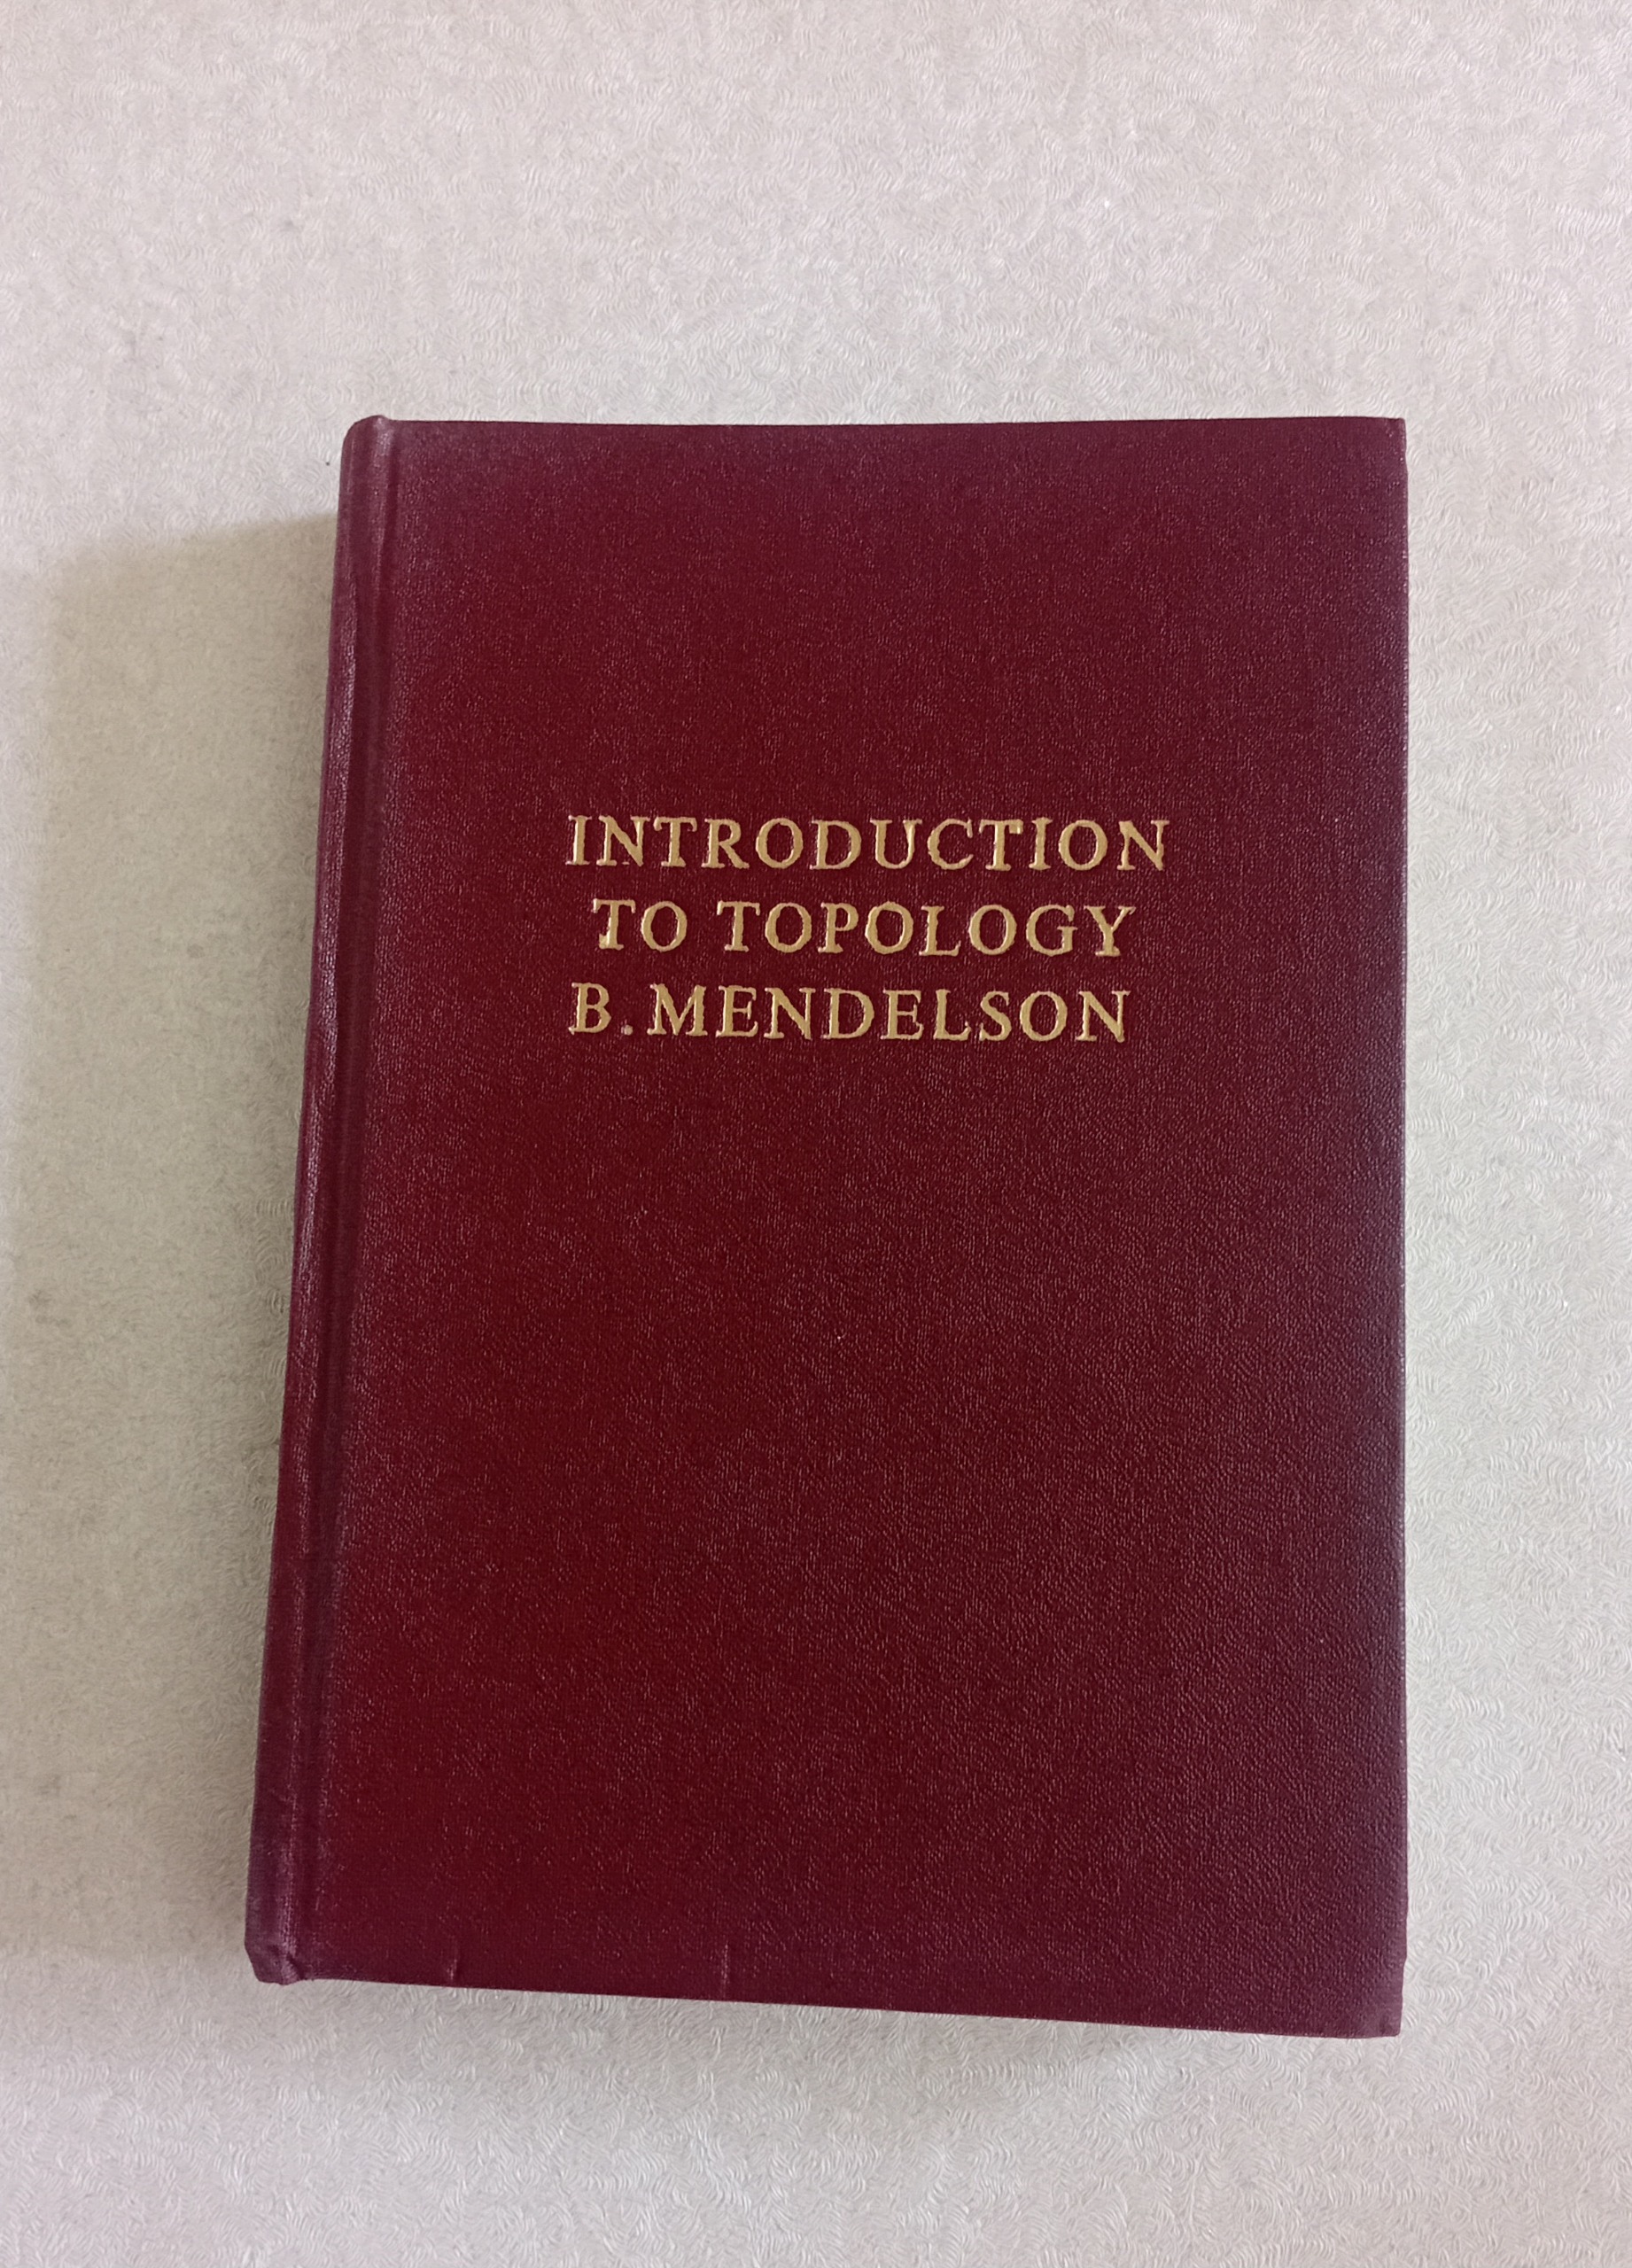 INTRODUCTION
TO TOPOLOGY
B. MENDELSON